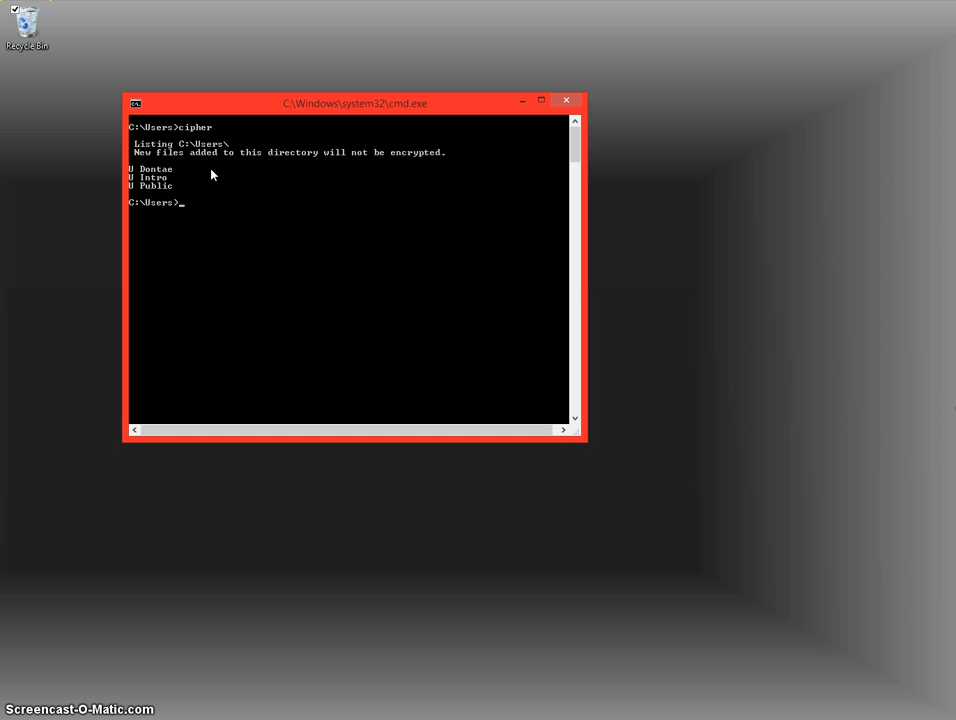 Recycle Bin
C:\Windows\system32\cmd.exe
C:\Users>cipher
Listing C:\Users\
New files added to this directory will not be encrypted.
U Dontae
U Intro
U Public
C:\Users>_
Screencast-O-Matic.com